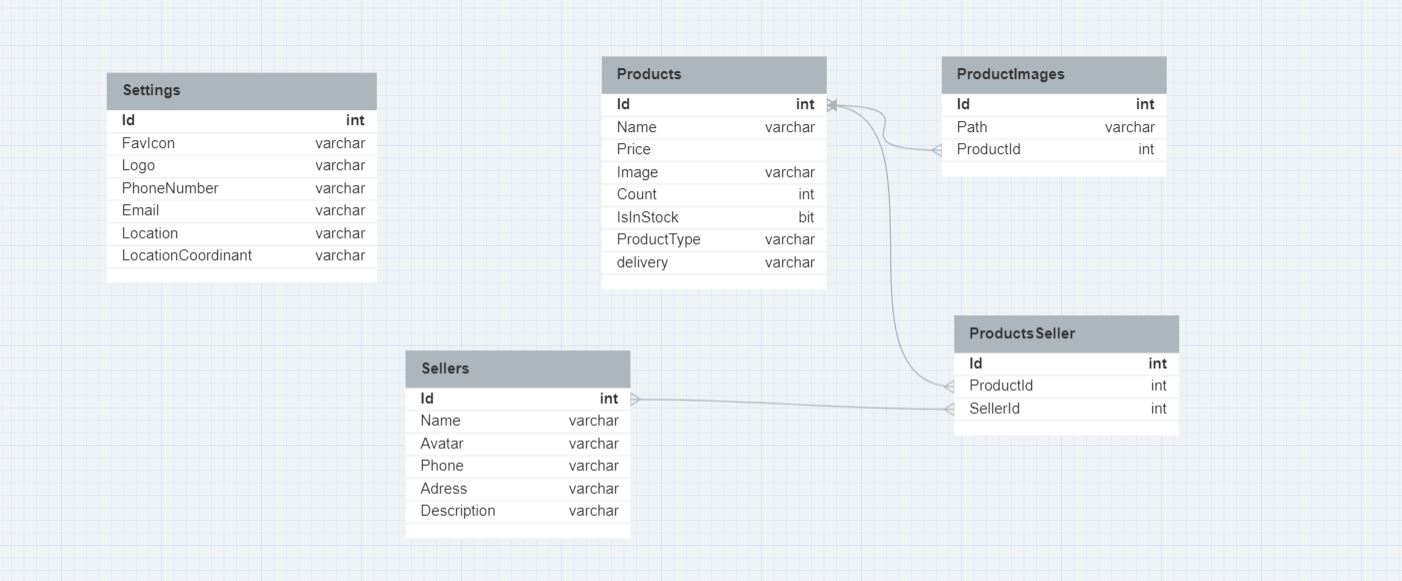 Settings
Id int
FavIcon varchar
Logo varchar
PhoneNumber varchar
Email varchar
Location varchar
LocationCoordinant varchar
Products
Id int
Name varchar
Price
Image varchar
Count int
IsInStock bit
ProductType varchar
delivery varchar
ProductImages
Id int
Path varchar
ProductId int
Sellers
Id int
Name varchar
Avatar varchar
Phone varchar
Adress varchar
Description varchar
ProductsSeller
Id int
ProductId int
SellerId int